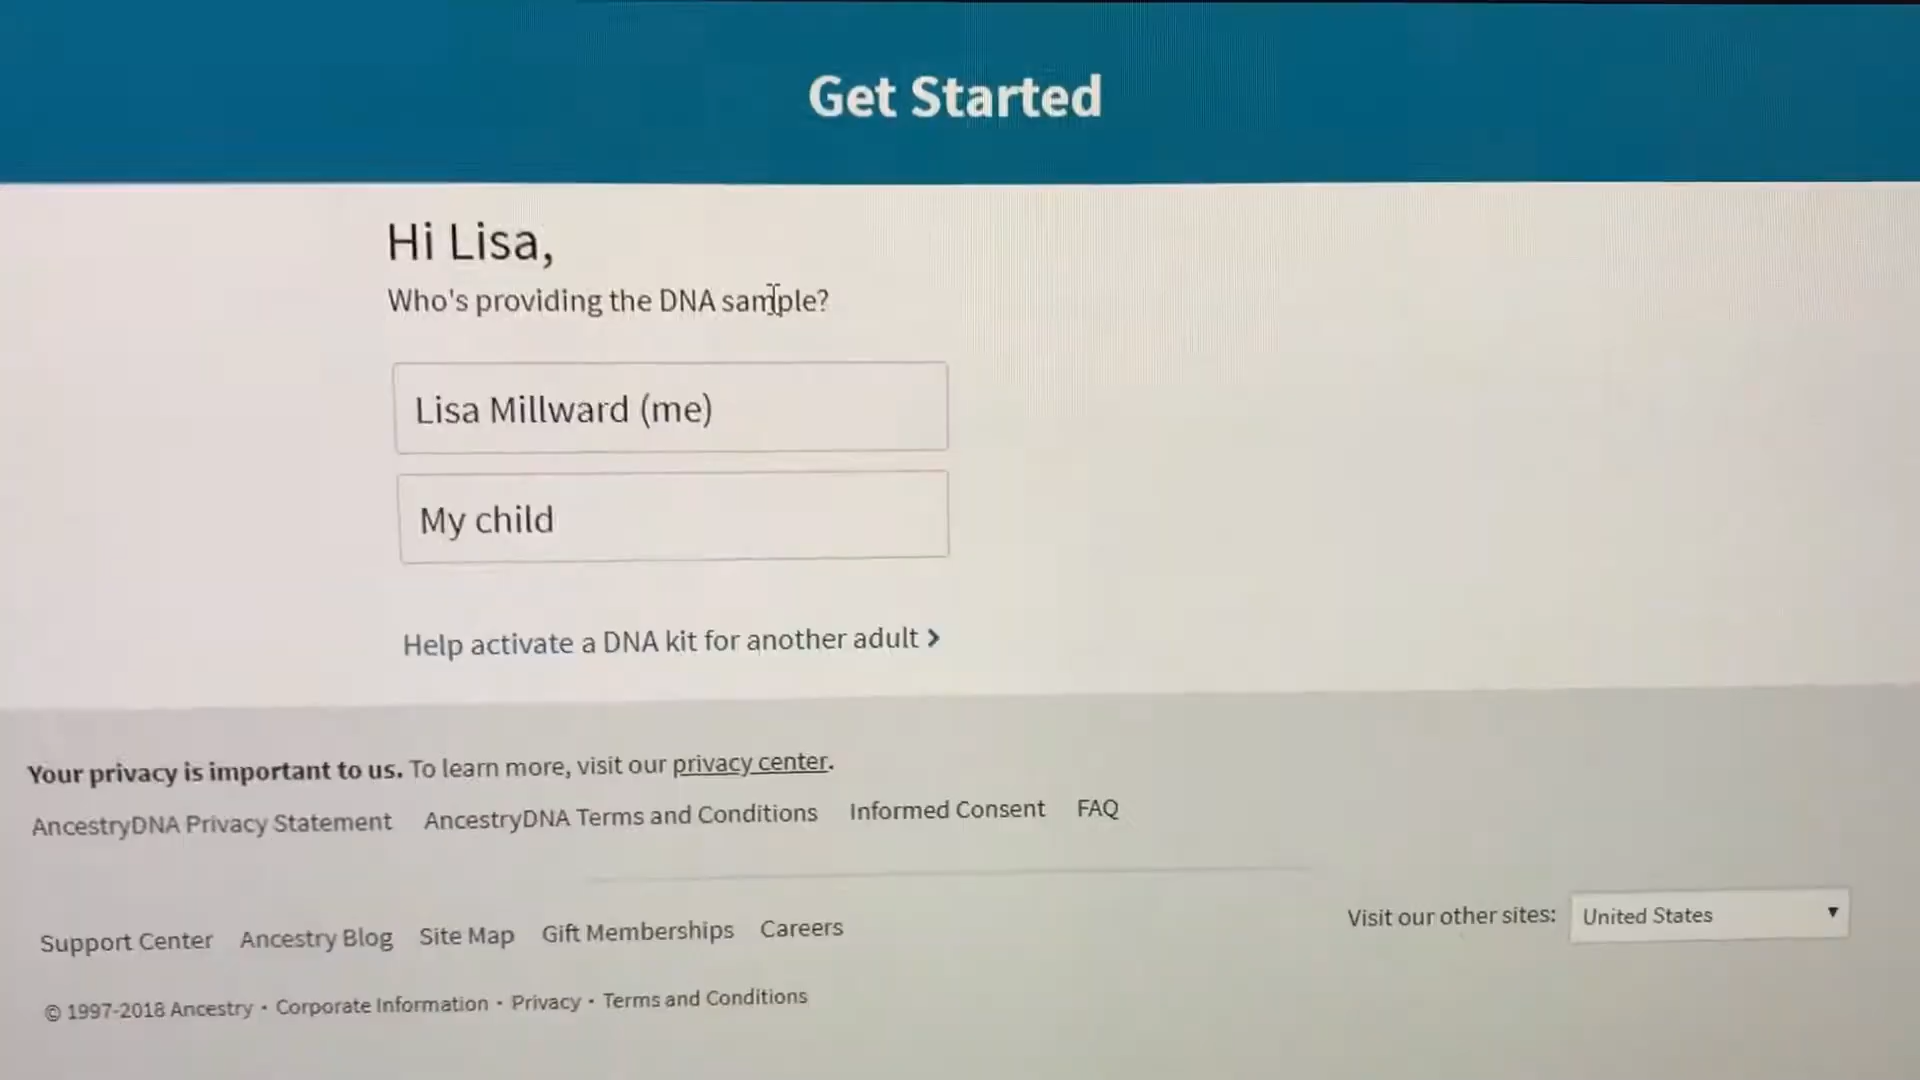 Get Started
Hi Lisa,
Who's providing the DNA sample?
Lisa Millward (me)
My child
Help activate a DNA kit for another adult >
Your privacy is important to us. To learn more, visit our privacy center.
AncestryDNA Privacy Statement AncestryDNA Terms and Conditions Informed Consent FAQ
Visit our other sites: United States
Support Center Ancestry Blog Site Map Gift Memberships Careers
© 1997-2018 Ancestry · Corporate Information · Privacy · Terms and Conditions